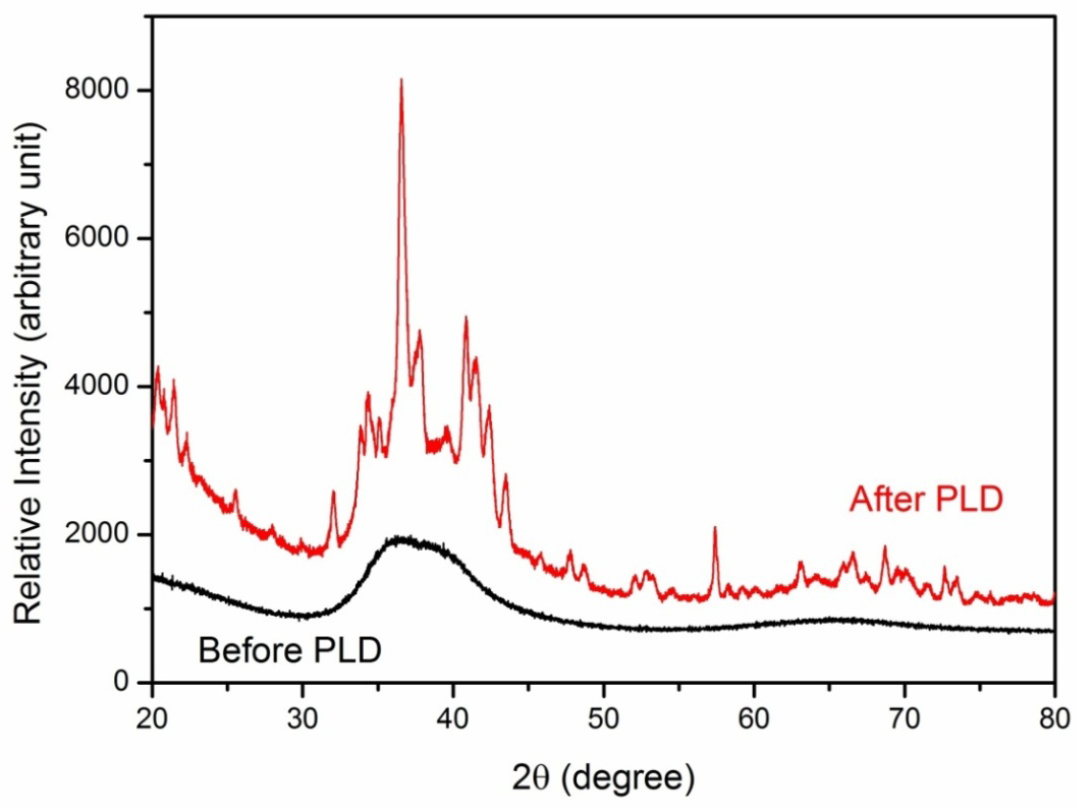 Relative Intensity (arbitrary unit)
8000
6000
4000
2000
0
After PLD
Before PLD
20 30 40 50 60 70 80
2θ (degree)